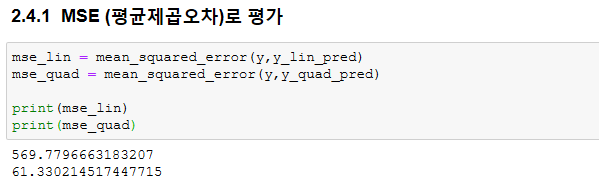 2.4.1 MSE (평균제곱오차)로 평가
mse_lin = mean_squared_error(y,y_lin_pred)
mse_quad = mean_squared_error(y,y_quad_pred)
print(mse_lin)
print(mse_quad)
569.7796663183207
61.330214517447715